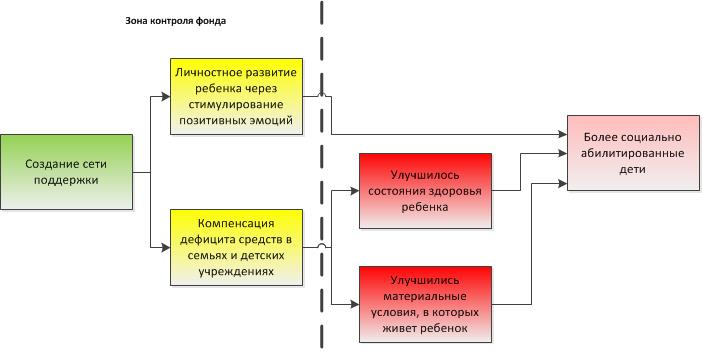 Зона контроля фонда
Личностное развитие
ребенка через
стимулирование
позитивных эмоций
Создание сети
поддержки
Компенсация
дефицита средств в
семьях и детских
учреждениях
Улучшилось
состояния здоровья
ребенка
Улучшились
материальные
условия, в которых
живет ребенок
Более социально
абилитированные
дети